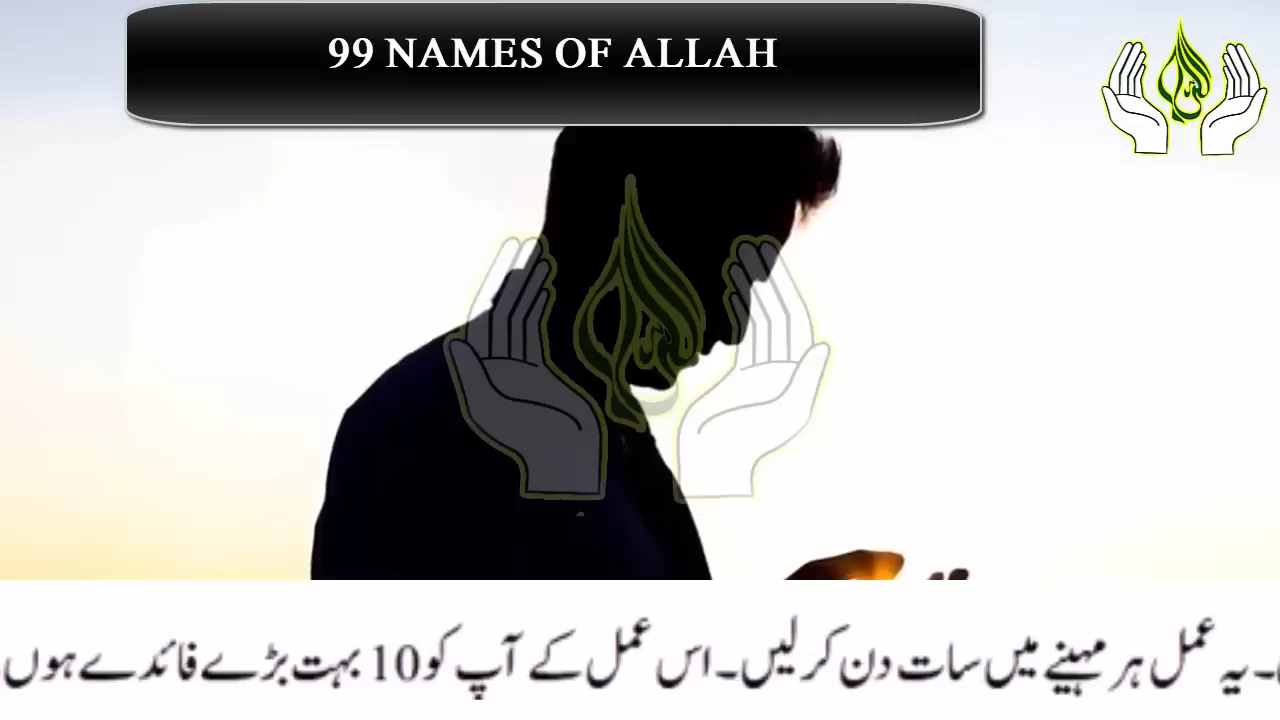 99 NAMES OF ALLAH
۔یہ عمل ہر مہینے میں سات دن کر لیں۔اس عمل کے آپ کو 10 بہت بڑے فائدے ہوں